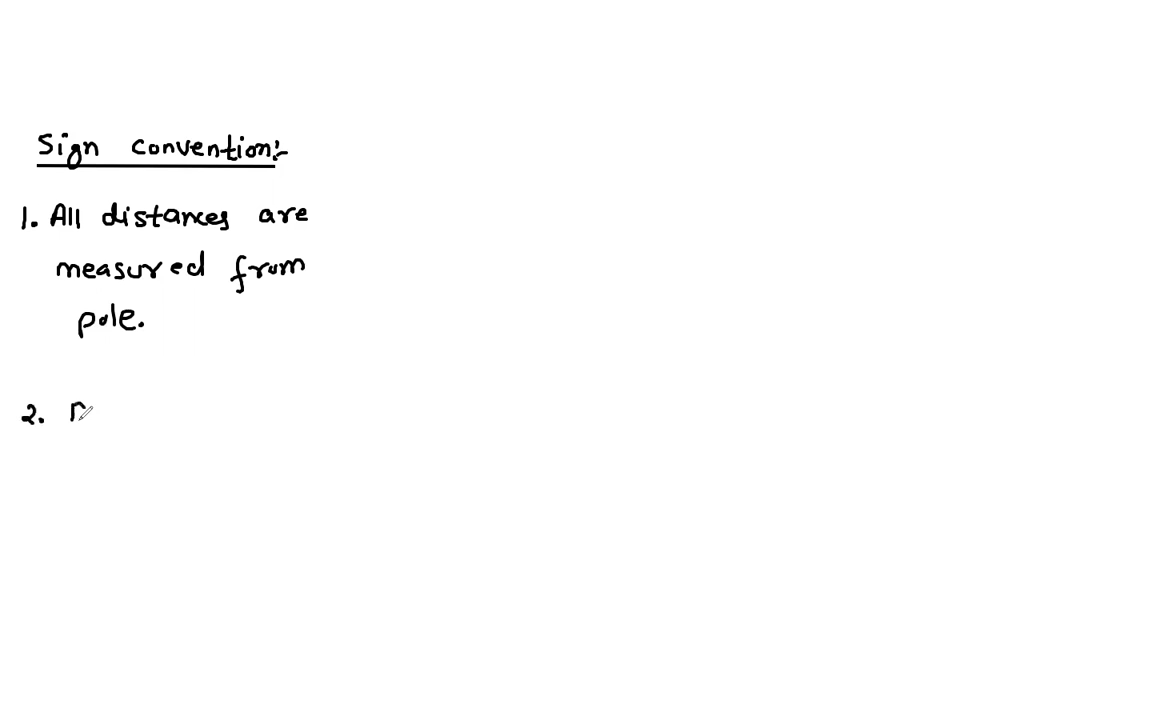 Sign convention:-
1. All distances are
measured from
pole.
2.